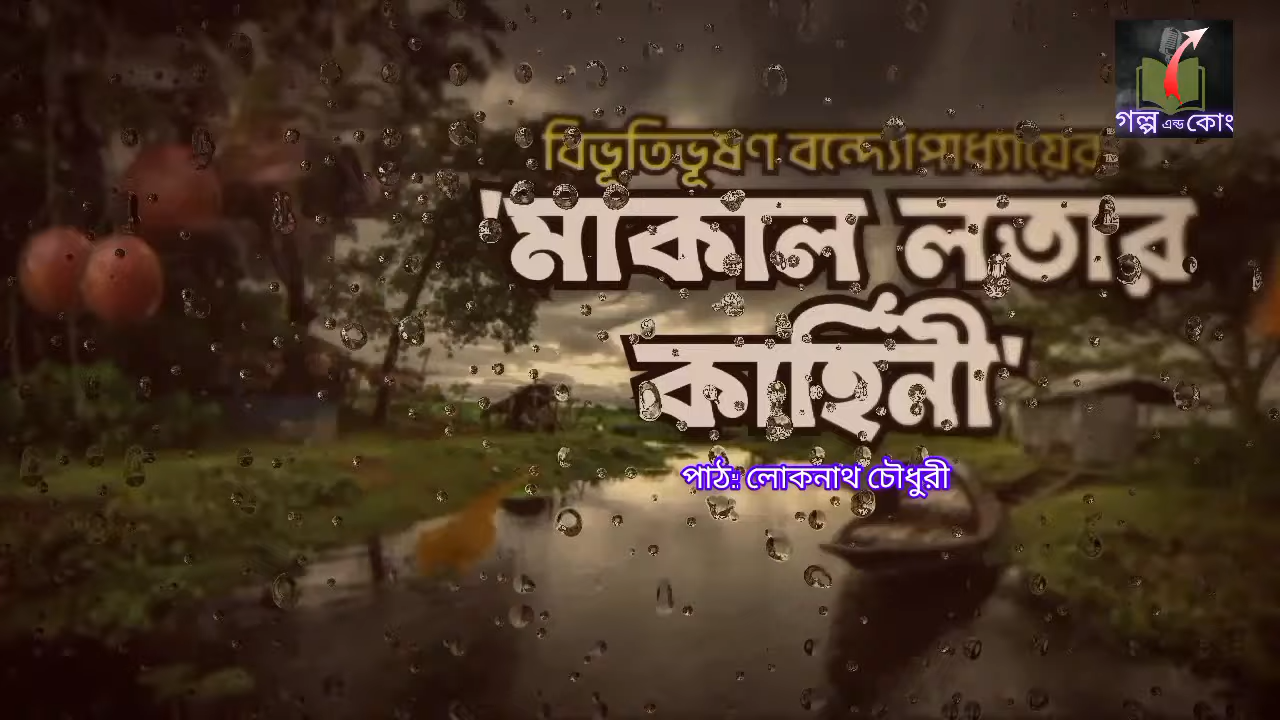 গল্প এন্ড কোং
বিভূতিভূষণ বন্দ্যোপাধ্যায়ের
'মাকাল লতার
কাহিনী'
পাঠ:: লোকনাথ চৌধুরী